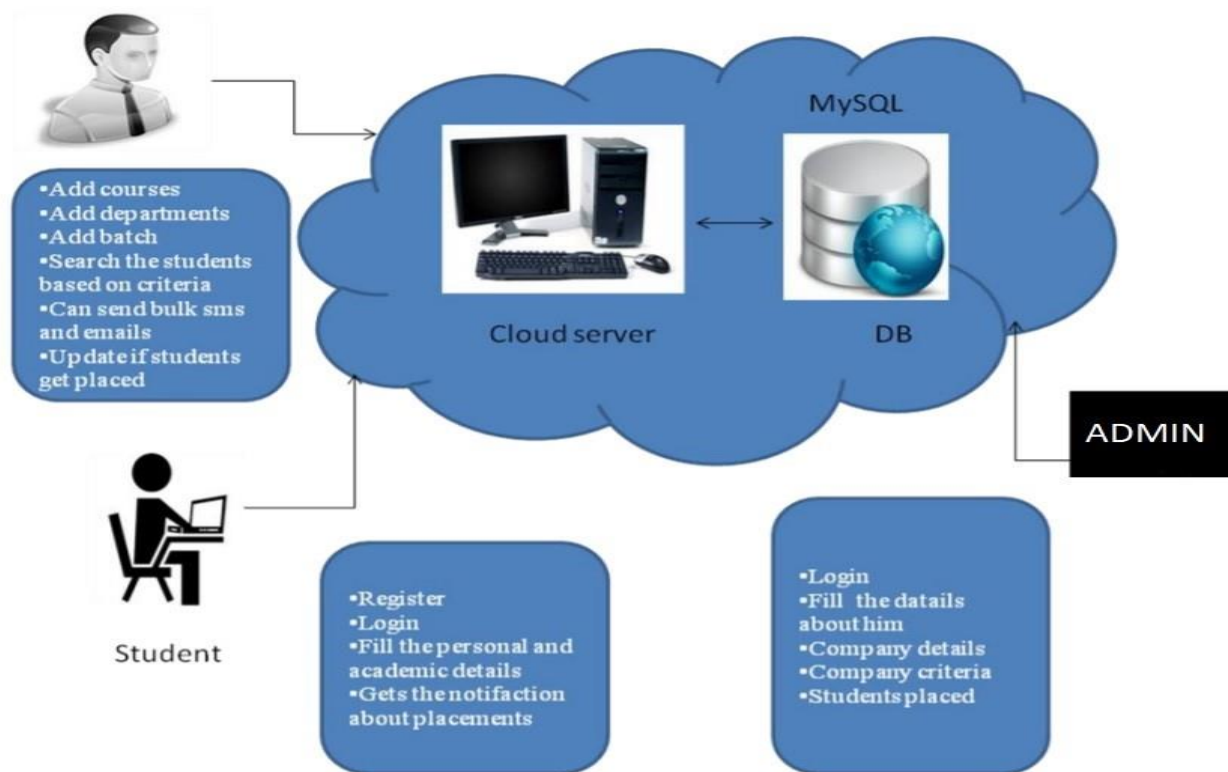 MySQL
•Add courses
•Add departments
•Add batch
•Search the students
based on criteria
•Can send bulk sms
and emails
•Update if students
get placed
Cloud server
DB
ADMIN
Student
•Register
•Login
•Fill the personal and
academic details
•Gets the notifaction
about placements
•Login
•Fill the datails
about him
•Company details
•Company criteria
•Students placed